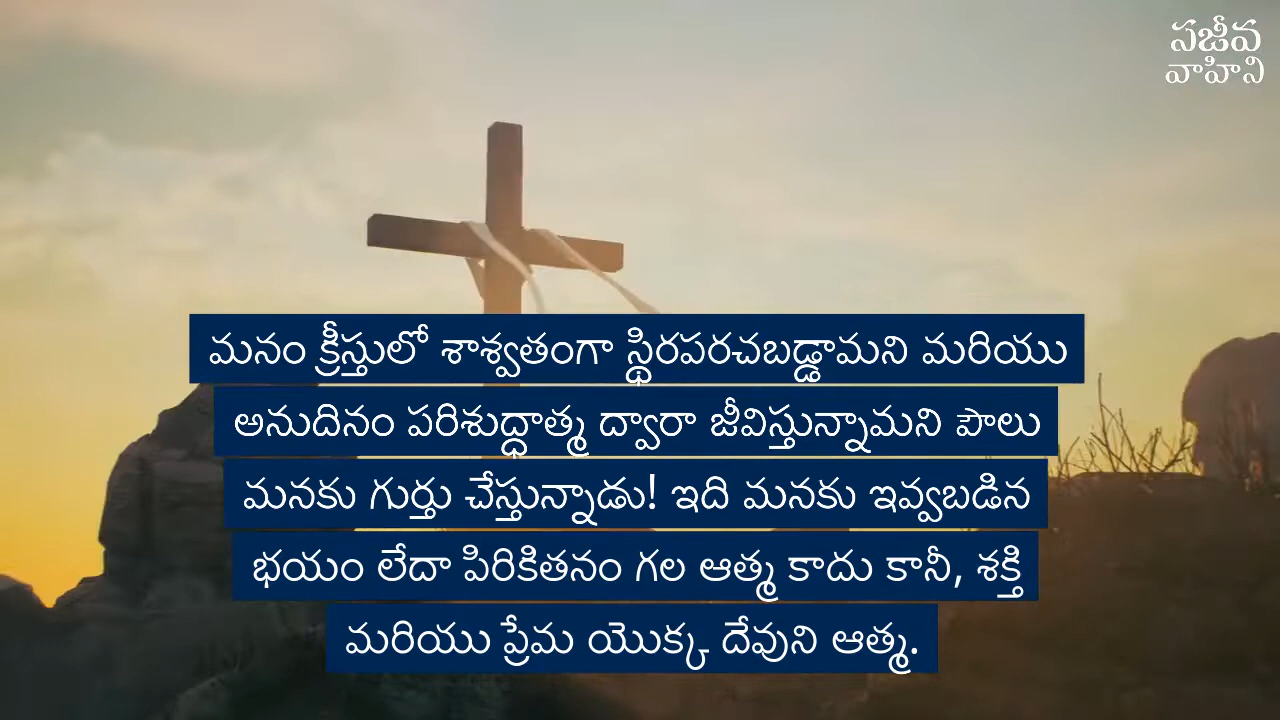 సజీవ
వాహిని
మనం క్రీస్తులో శాశ్వతంగా స్థిరపరచబడ్డామని మరియు
అనుదినం పరిశుద్ధాత్మ ద్వారా జీవిస్తున్నామని పౌలు
మనకు గుర్తు చేస్తున్నాడు! ఇది మనకు ఇవ్వబడిన
భయం లేదా పిరికితనం గల ఆత్మ కాదు కానీ, శక్తి
మరియు ప్రేమ యొక్క దేవుని ఆత్మ.